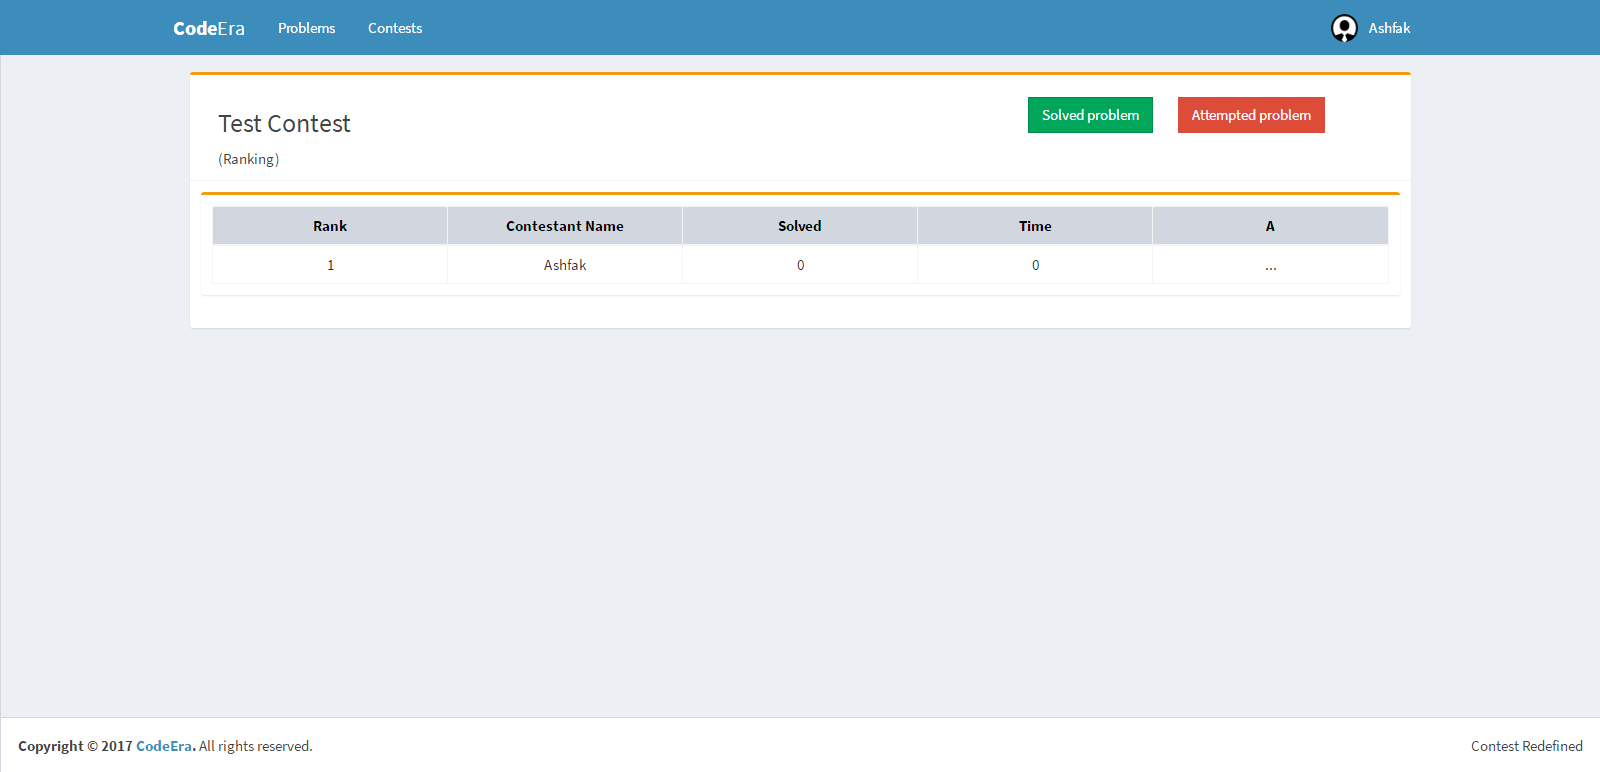 CodeEra Problems Contests Ashfak
Test Contest
Solved problem Attempted problem
(Ranking)
Rank Contestant Name Solved Time A
1 Ashfak 0 0 ...
Copyright © 2017 CodeEra. All rights reserved. Contest Redefined